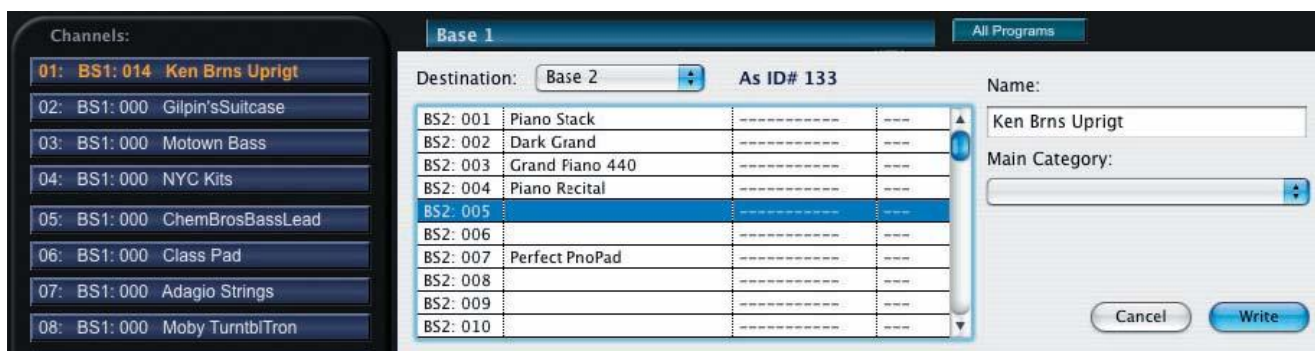 Channels:
01: BS1: 014 Ken Brns Uprigt
02: BS1: 000 Gilpin'sSuitcase
03: BS1: 000 Motown Bass
04: BS1: 000 NYC Kits
05: BS1: 000 ChemBrosBassLead
06: BS1: 000 Class Pad
07: BS1: 000 Adagio Strings
08: BS1: 000 Moby TurntblTron
Base 1
All Programs
Destination: Base 2 As ID# 133
BS2: 001 Piano Stack ----------- ---
BS2: 002 Dark Grand ----------- ---
BS2: 003 Grand Piano 440 ----------- ---
BS2: 004 Piano Recital ----------- ---
BS2: 005 ----------- ---
BS2: 006 ----------- ---
BS2: 007 Perfect PnoPad ----------- ---
BS2: 008 ----------- ---
BS2: 009 ----------- ---
BS2: 010 ----------- ---
Name:
Ken Brns Uprigt
Main Category:
Cancel Write